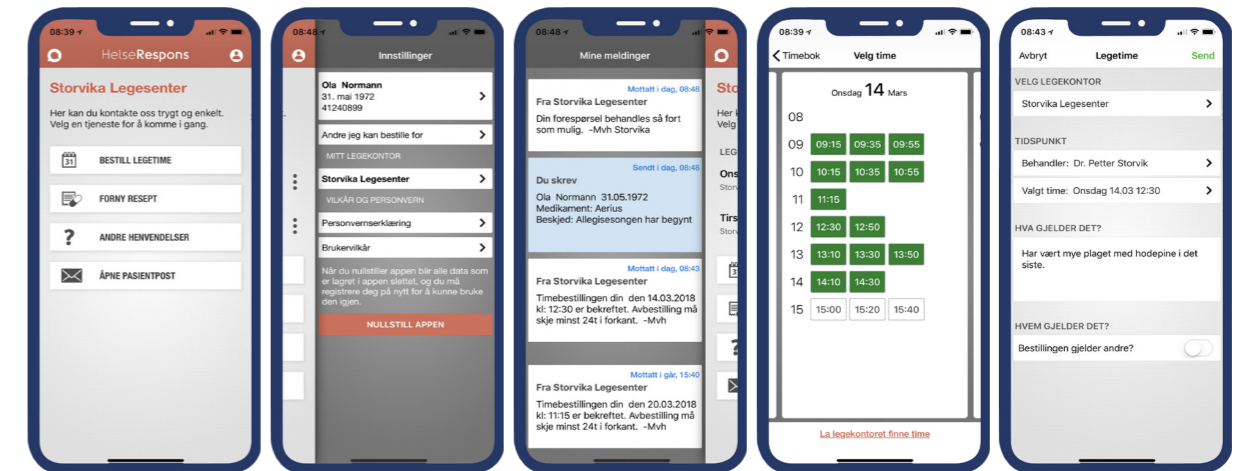 08:39
HelseRespons
Storvika Legesenter
Her kan du kontakte oss trygt og enkelt.
Velg en tjeneste for å komme i gang.
31
BESTILL LEGETIME
FORNY RESEPT
?
ANDRE HENVENDELSER
ÅPNE PASIENTPOST
08:48
Innstillinger
Ola Normann
31. mai 1972
41240899
Andre jeg kan bestille for
MITT LEGEKONTOR
Storvika Legesenter
VILKÅR OG PERSONVERN
Personvernserklæring
Brukervilkår
Når du nullstiller appen blir alle data som
er lagret i appen slettet, og du må
registrere deg på nytt for å kunne bruke
den igjen.
NULLSTILL APPEN
08:48
Mine meldinger
Mottatt i dag, 08:48
Fra Storvika Legesenter
Din forespørsel behandles så fort
som mulig. -Mvh Storvika
Sendt i dag, 08:48
Du skrev
Ola Normann 31.05.1972
Medikament: Aerius
Beskjed: Allegisesongen har begynt
Mottatt i dag, 08:43
Fra Storvika Legesenter
Timebestillingen din den 14.03.2018
kl: 12:30 er bekreftet. Avbestilling må
skje minst 24t i forkant. -Mvh
Mottatt i går, 15:40
Fra Storvika Legesenter
Timebestillingen din den 20.03.2018
kl: 11:15 er bekreftet. Avbestilling må
skje minst 24t i forkant. -Mvh
Sto
Her k
Velg
LEG
Ons
Storv
Tirs
Storv
?
08:39
Timebok Velg time
Onsdag 14 Mars
08
09 09:15 09:35 09:55
10 10:15 10:35 10:55
11 11:15
12 12:30 12:50
13 13:10 13:30 13:50
14 14:10 14:30
15 15:00 15:20 15:40
La legekontoret finne time
08:43
Avbryt Legetime Send
VELG LEGEKONTOR
Storvika Legesenter
TIDSPUNKT
Behandler: Dr. Petter Storvik
Valgt time: Onsdag 14.03 12:30
HVA GJELDER DET?
Har vært mye plaget med hodepine i det
siste.
HVEM GJELDER DET?
Bestillingen gjelder andre?